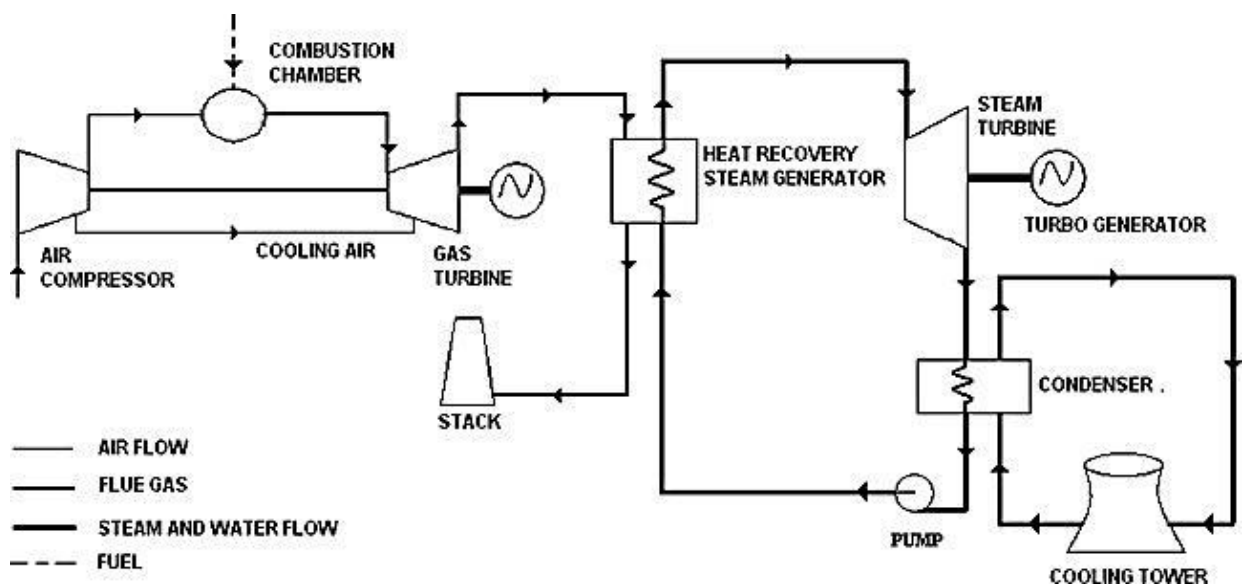 COMBUSTION
CHAMBER
STEAM
TURBINE
HEAT RECOVERY
STEAM GENERATOR
TURBO GENERATOR
COOLING AIR
AIR
COMPRESSOR
GAS
TURBINE
CONDENSER .
STACK
AIR FLOW
FLUE GAS
STEAM AND WATER FLOW
FUEL
PUMP
COOLING TOWER